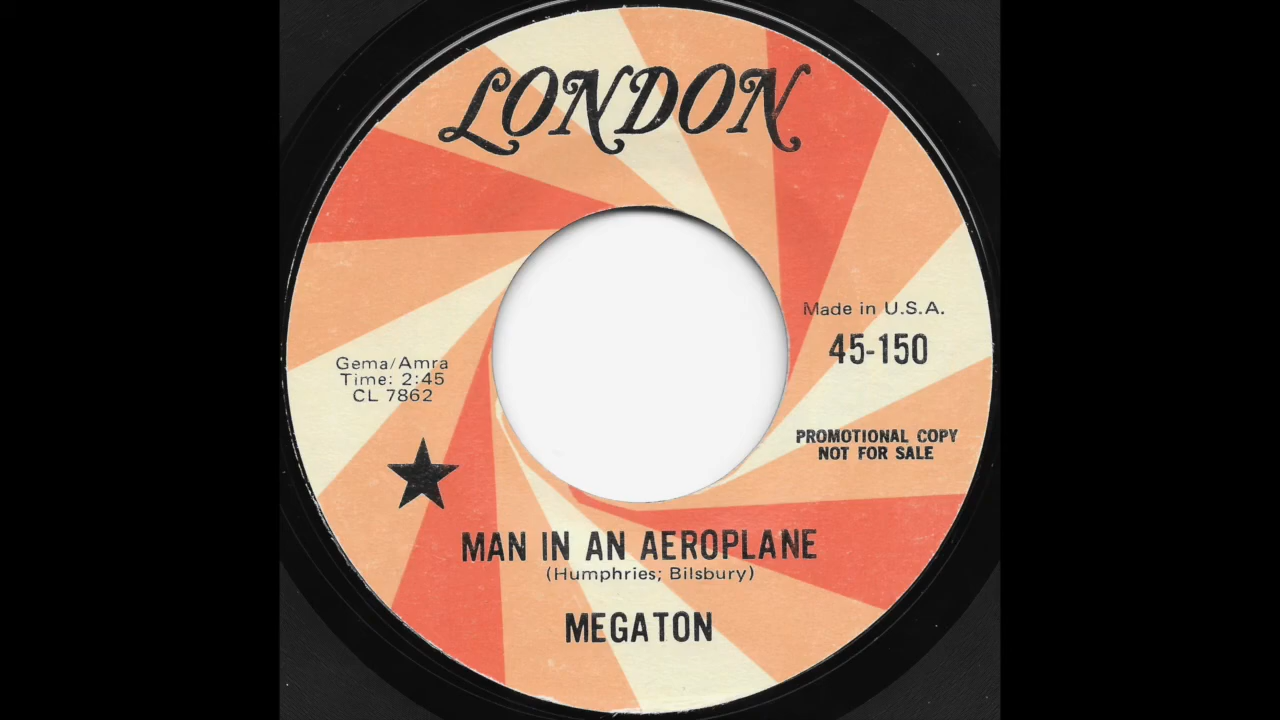 LONDON
Made in U.S.A.
45-150
Gema/Amra
Time: 2:45
CL 7862
PROMOTIONAL COPY
NOT FOR SALE
MAN IN AN AEROPLANE
(Humphries; Bilsbury)
MEGATON